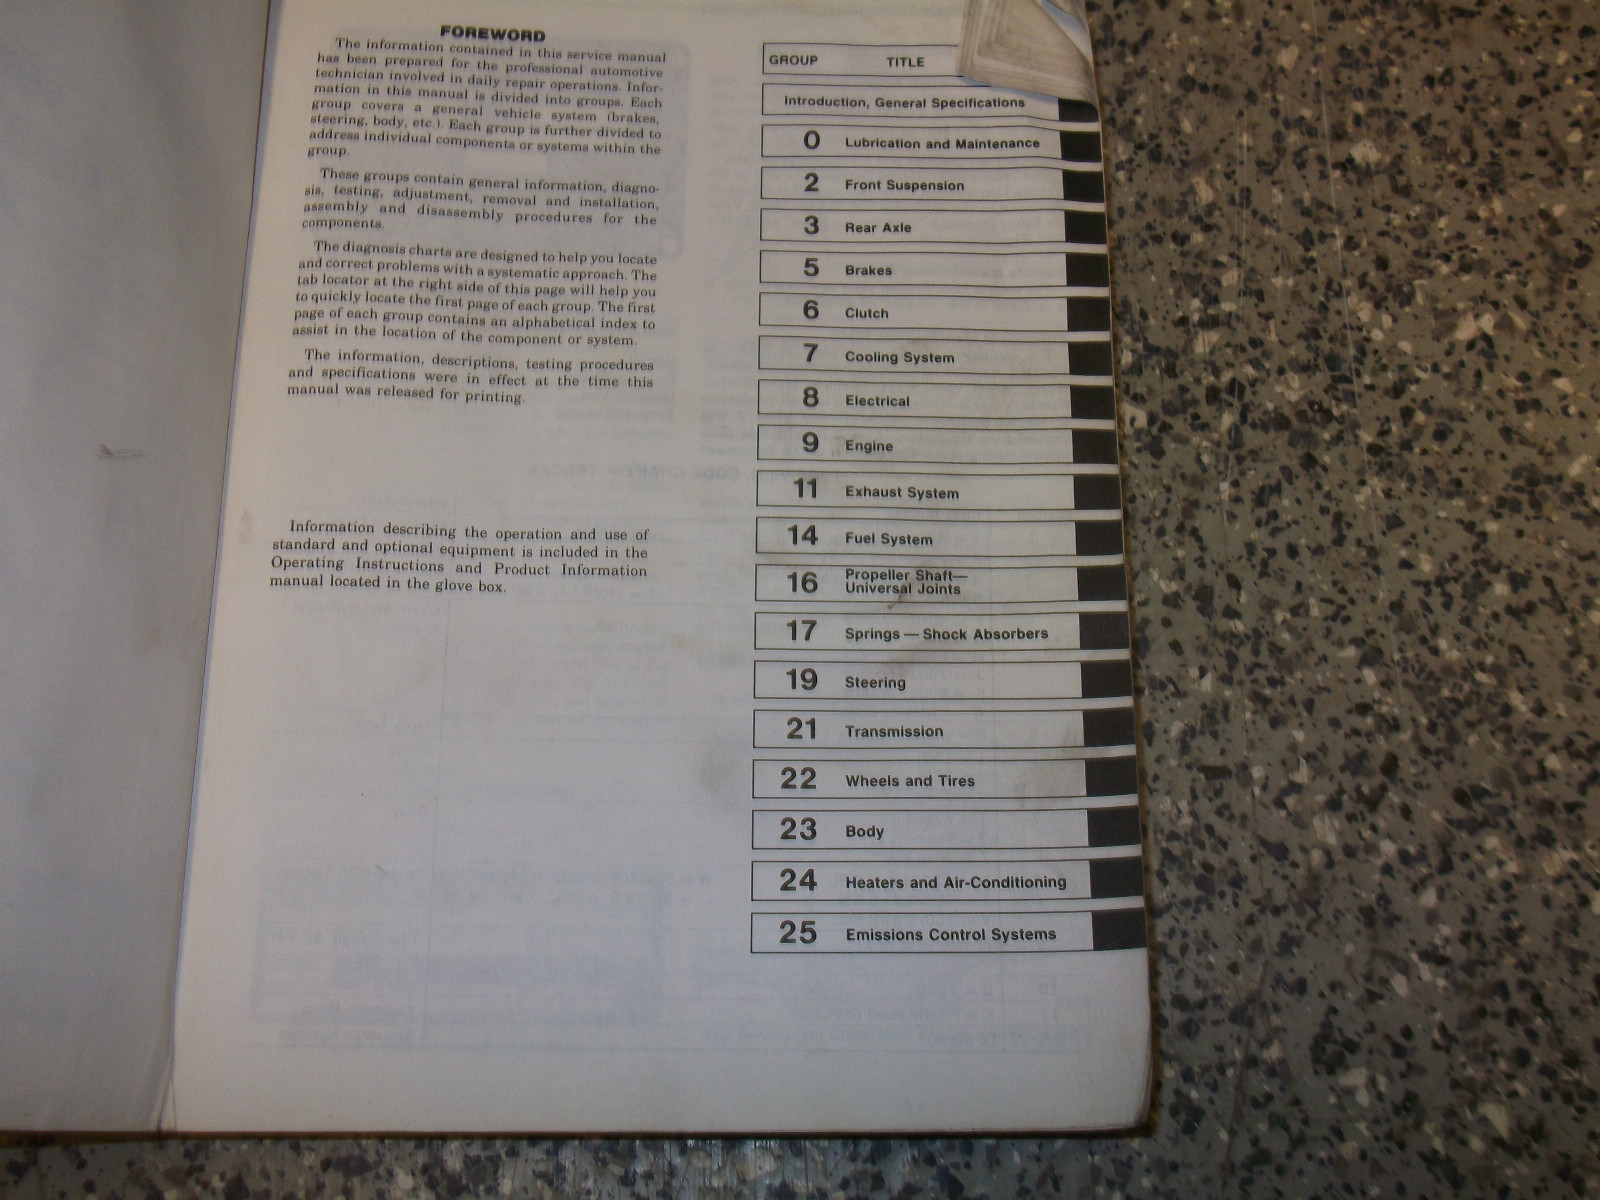 FOREWORD
The information contained in this service manual
has been prepared for the professional automotive
technician involved in daily repair operations. Infor-
mation in this manual is divided into groups. Each
group covers a general vehicle system (brakes,
steering, body, etc.). Each group is further divided to
address individual components or systems within the
group.
These groups contain general information, diagno-
sis, testing, adjustment, removal and installation,
assembly and disassembly procedures for the
components.
The diagnosis charts are designed to help you locate
and correct problems with a systematic approach. The
tab locator at the right side of this page will help you
to quickly locate the first page of each group. The first
page of each group contains an alphabetical index to
assist in the location of the component or system.
The information, descriptions, testing procedures
and specifications were in effect at the time this
manual was released for printing.
Information describing the operation and use of
standard and optional equipment is included in the
Operating Instructions and Product Information
manual located in the glove box.
GROUP TITLE
Introduction, General Specifications
0 Lubrication and Maintenance
2 Front Suspension
3 Rear Axle
5 Brakes
6 Clutch
7 Cooling System
8 Electrical
9 Engine
11 Exhaust System
14 Fuel System
16 Propeller Shaft—
Universal Joints
17 Springs — Shock Absorbers
19 Steering
21 Transmission
22 Wheels and Tires
23 Body
24 Heaters and Air-Conditioning
25 Emissions Control Systems